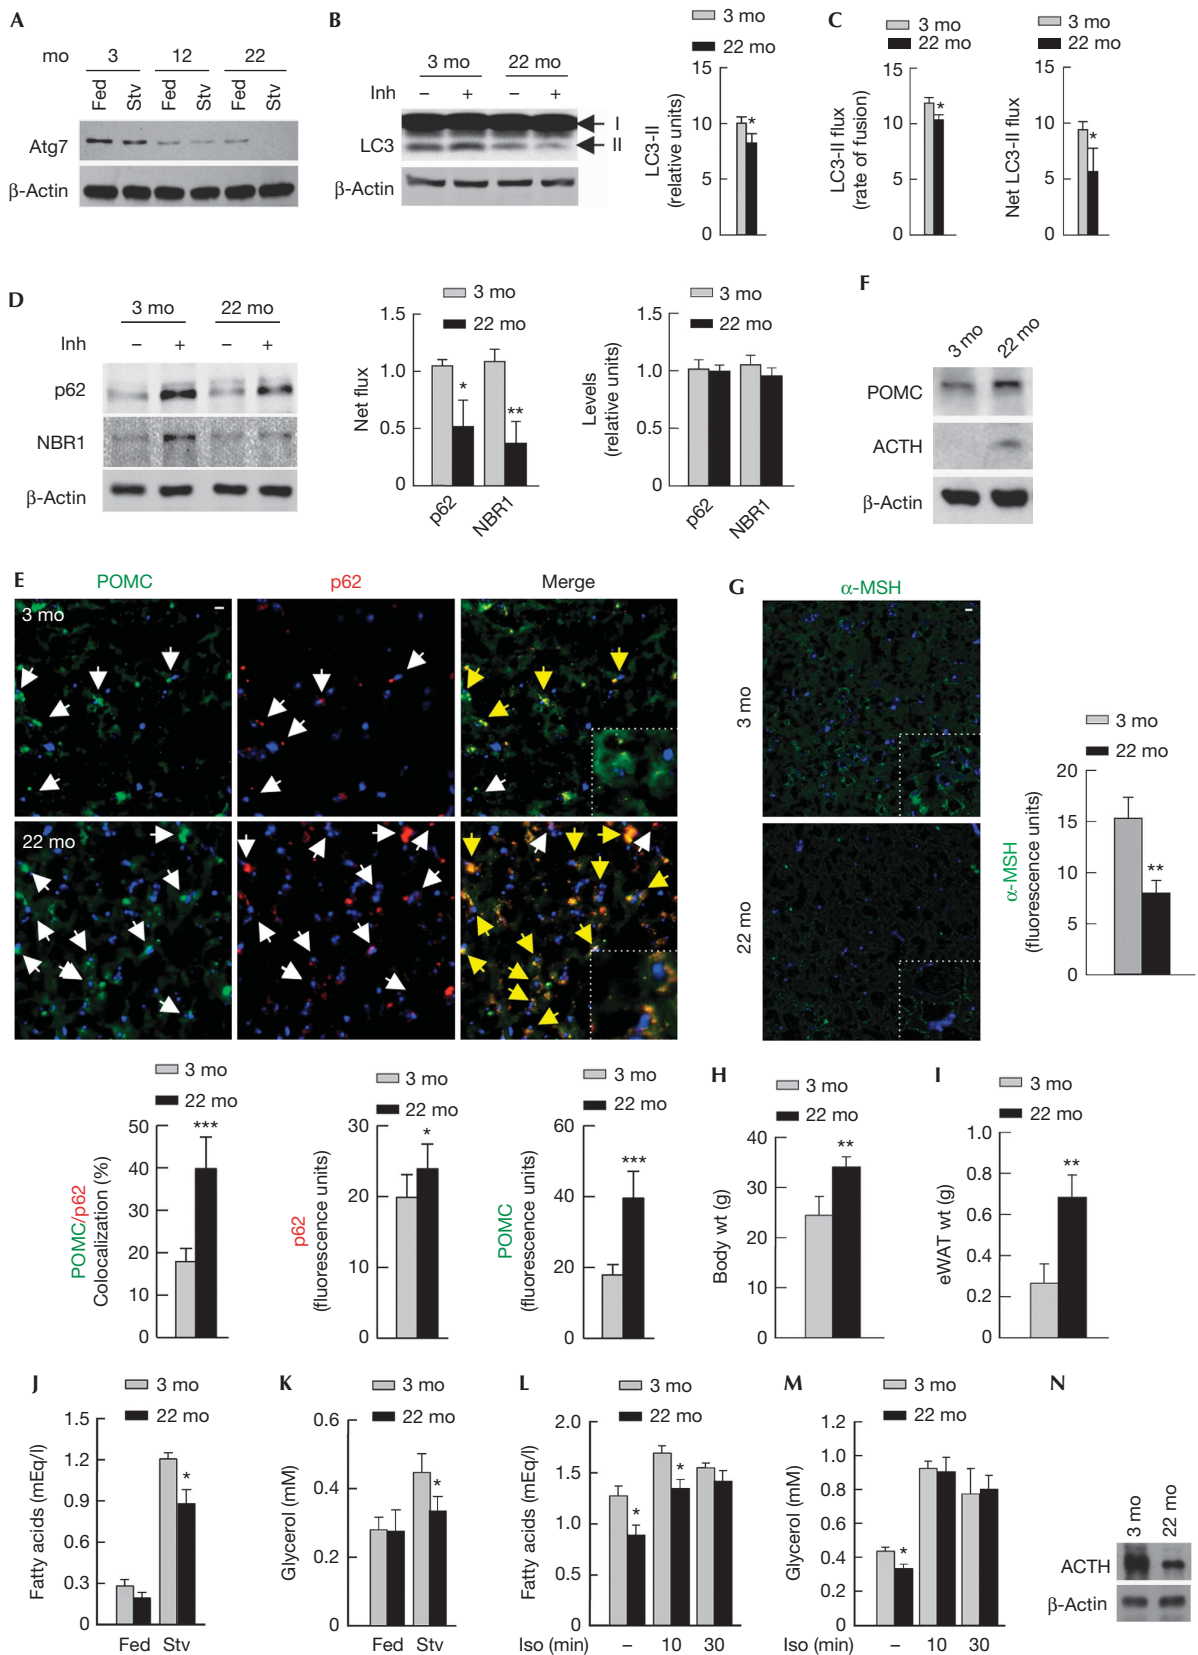 A
mo 3 12 22
Fed Stv Fed Stv Fed Stv
Atg7
β-Actin
B
3 mo 22 mo
Inh − + − +
I
LC3 II
β-Actin
3 mo
22 mo
LC3-II
(relative units)
15
10
5
0
*
C
3 mo
22 mo
LC3-II flux
(rate of fusion)
15
10
5
0
*
3 mo
22 mo
Net LC3-II flux
15
10
5
0
*
D
3 mo 22 mo
Inh − + − +
p62
NBR1
β-Actin
3 mo
22 mo
Net flux
1.5
1.0
0.5
0
* **
p62 NBR1
3 mo
22 mo
Levels
(relative units)
1.5
1.0
0.5
0
p62 NBR1
F
3 mo 22 mo
POMC
ACTH
β-Actin
E
POMC p62 Merge
3 mo
22 mo
3 mo
22 mo
POMC/p62
Colocalization (%)
50
40
30
20
10
0
***
3 mo
22 mo
p62
(fluorescence units)
30
20
10
0
*
3 mo
22 mo
POMC
(fluorescence units)
60
40
20
0
***
G
α-MSH
3 mo
22 mo
3 mo
22 mo
α-MSH
(fluorescence units)
20
15
10
5
0
**
H
3 mo
22 mo
Body wt (g)
40
30
20
10
0
**
I
3 mo
22 mo
eWAT wt (g)
1.0
0.8
0.6
0.4
0.2
0
**
J
3 mo
22 mo
Fatty acids (mEq/l)
1.5
1.2
0.9
0.6
0.3
0
*
Fed Stv
K
3 mo
22 mo
Glycerol (mM)
0.6
0.4
0.2
0
*
Fed Stv
L
3 mo
22 mo
Fatty acids (mEq/l)
2.0
1.5
1.0
0.5
0
* *
Iso (min) − 10 30
M
3 mo
22 mo
Glycerol (mM)
1.2
1.0
0.8
0.6
0.4
0.2
0
*
Iso (min) − 10 30
N
3 mo 22 mo
ACTH
β-Actin